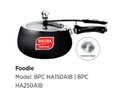 Foodie
Model: BPC HA150AIB | BPC
HA250AIB